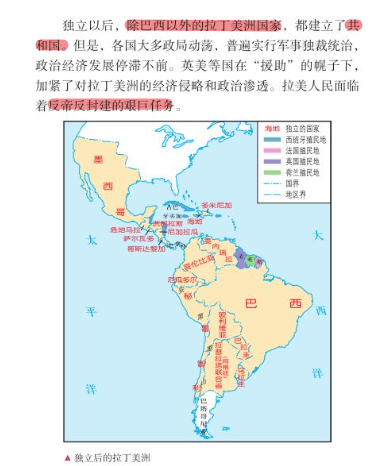 独立以后，除巴西以外的拉丁美洲国家，都建立了共
和国。但是，各国大多政局动荡，普遍实行军事独裁统治，
政治经济发展停滞不前。英美等国在“援助”的幌子下，
加紧了对拉丁美洲的经济侵略和政治渗透。拉美人民面临
着反帝反封建的艰巨任务。
海地 独立的国家
西班牙殖民地
法国殖民地
英国殖民地
荷兰殖民地
国界
地区界
墨
西
哥
古巴
多米尼加
海地
洪都拉斯
危地马拉
尼加拉瓜
萨尔瓦多
哥斯达黎加
委内瑞拉
哥伦比亚
厄瓜多尔
秘
鲁
巴 西
玻利维亚
巴拉圭
智
利
拉普拉塔联合省
(阿根廷)
乌拉圭
巴塔哥尼亚
太
平
洋
大
西
洋
▲ 独立后的拉丁美洲